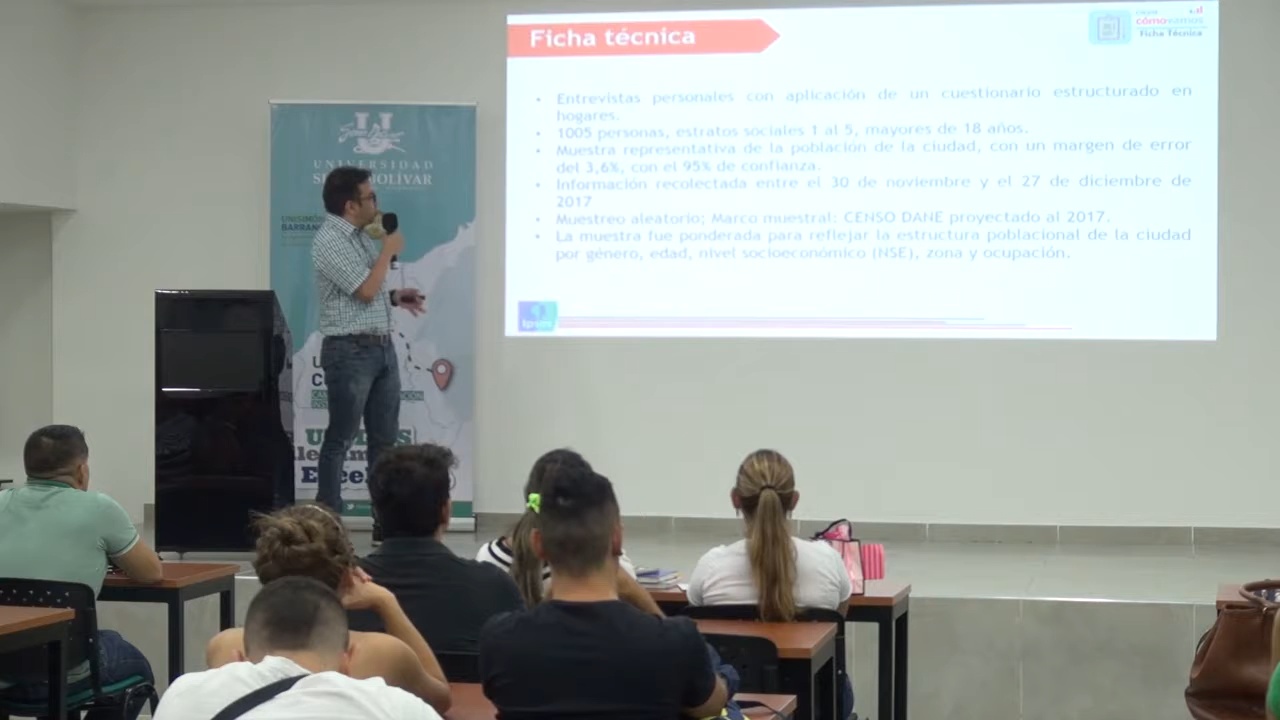 Ficha técnica
cómovamos
Ficha Técnica
• Entrevistas personales con aplicación de un cuestionario estructurado en
hogares.
• 1005 personas, estratos sociales 1 al 5, mayores de 18 años.
• Muestra representativa de la población de la ciudad, con un margen de error
del 3,6%, con el 95% de confianza.
• Información recolectada entre el 30 de noviembre y el 27 de diciembre de
2017
• Muestreo aleatorio; Marco muestral: CENSO DANE proyectado al 2017.
• La muestra fue ponderada para reflejar la estructura poblacional de la ciudad
por género, edad, nivel socioeconómico (NSE), zona y ocupación.
Ipsos
UNIVERSIDAD